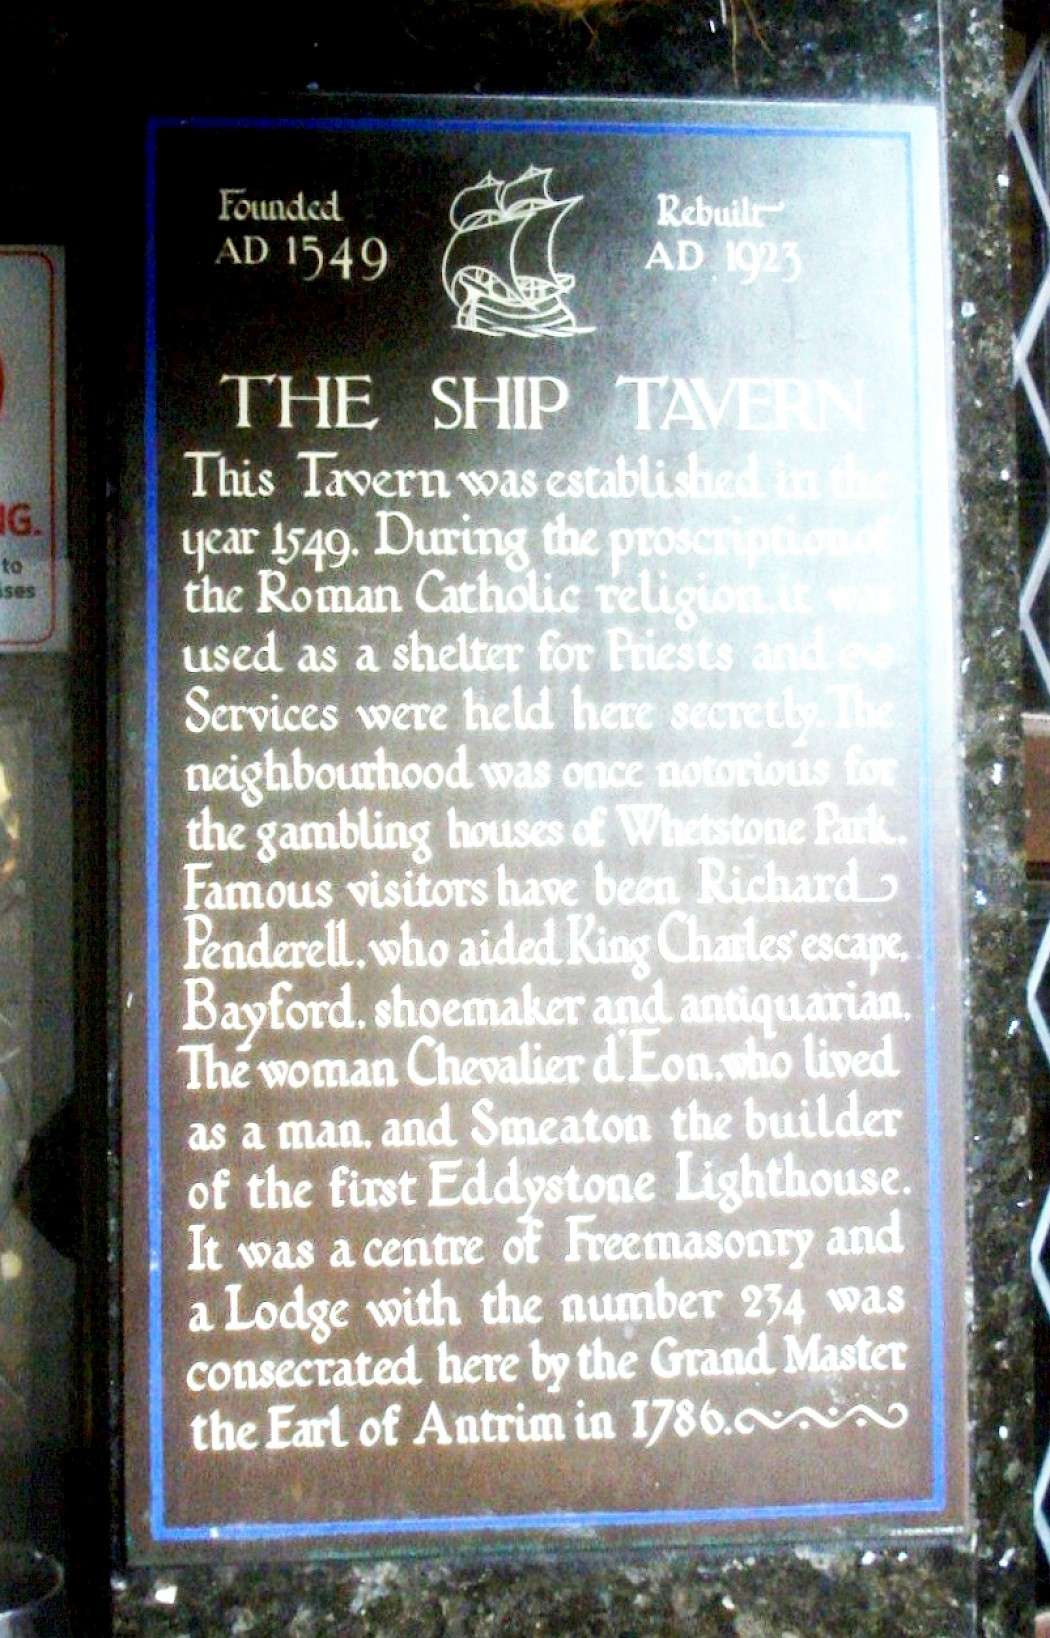 Founded
AD 1549
Rebuilt
AD 1923
THE SHIP TAVERN
This Tavern was established in the
year 1549. During the proscription of
the Roman Catholic religion, it was
used as a shelter for Priests and
Services were held here secretly. The
neighbourhood was once notorious for
the gambling houses of Whetstone Park.
Famous visitors have been Richard
Penderell, who aided King Charles' escape,
Bayford, shoemaker and antiquarian,
The woman Chevalier d'Eon, who lived
as a man, and Smeaton the builder
of the first Eddystone Lighthouse.
It was a centre of Freemasonry and
a Lodge with the number 234 was
consecrated here by the Grand Master
the Earl of Antrim in 1786.
G.
to
ses